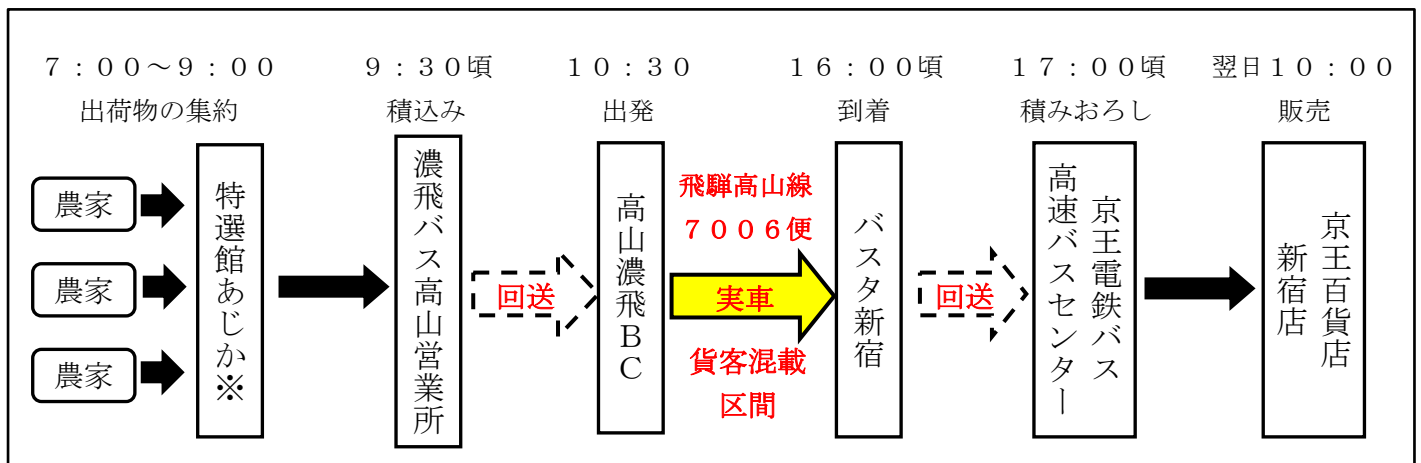 ７：００～９：００
９：３０頃
１０：３０
１６：００頃
１７：００頃
翌日１０：００
出荷物の集約
積込み
出発
到着
積みおろし
販売
農家
農家
農家
特選館あじか※
濃飛バス高山営業所
回送
高山濃飛ＢＣ
飛騨高山線
７００６便
実車
貨客混載
区間
バスタ新宿
回送
京王電鉄バス
高速バスセンター
京王百貨店
新宿店